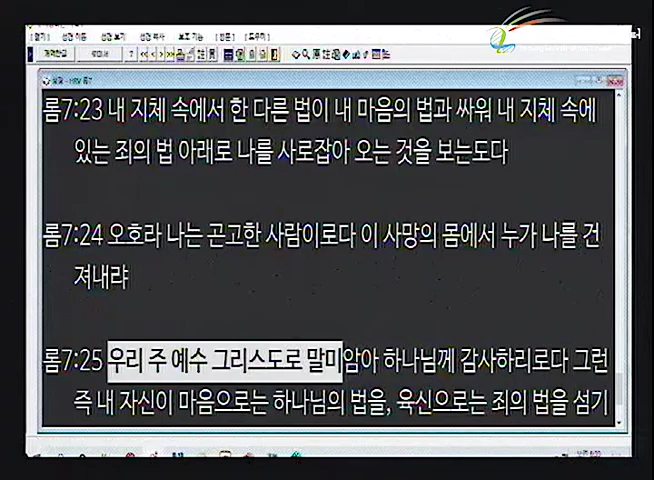 롬7:23 내 지체 속에서 한 다른 법이 내 마음의 법과 싸워 내 지체 속에
있는 죄의 법 아래로 나를 사로잡아 오는 것을 보는도다
롬7:24 오호라 나는 곤고한 사람이로다 이 사망의 몸에서 누가 나를 건
져내랴
롬7:25 우리 주 예수 그리스도로 말미암아 하나님께 감사하리로다 그런
즉 내 자신이 마음으로는 하나님의 법을, 육신으로는 죄의 법을 섬기